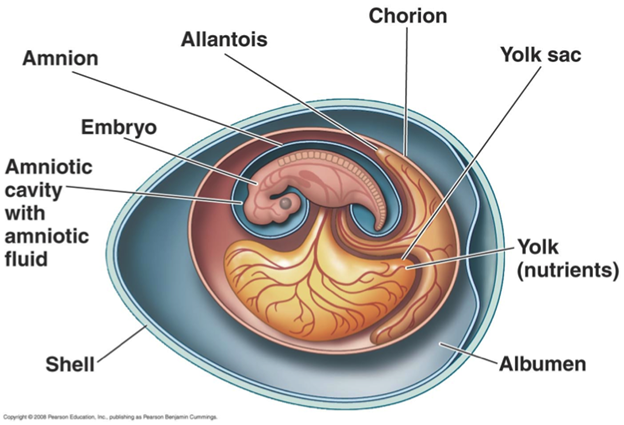 Chorion
Allantois
Yolk sac
Amnion
Embryo
Amniotic
cavity
with
amniotic
fluid
Yolk
(nutrients)
Shell
Albumen
Copyright © 2008 Pearson Education, Inc., publishing as Pearson Benjamin Cummings.